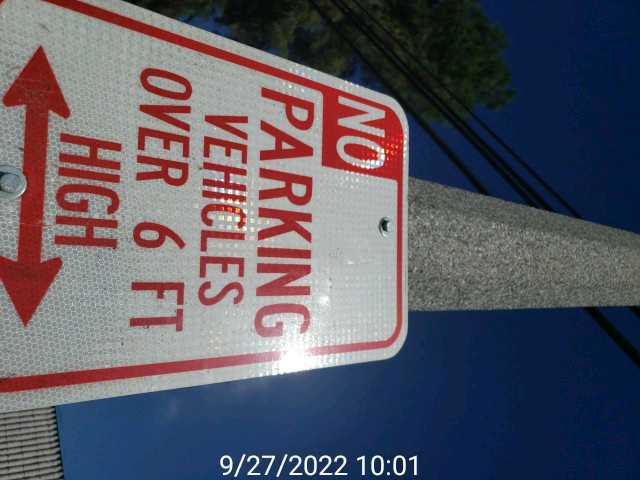 NO
PARKING
VEHICLES
OVER 6 FT
HIGH
9/27/2022 10:01